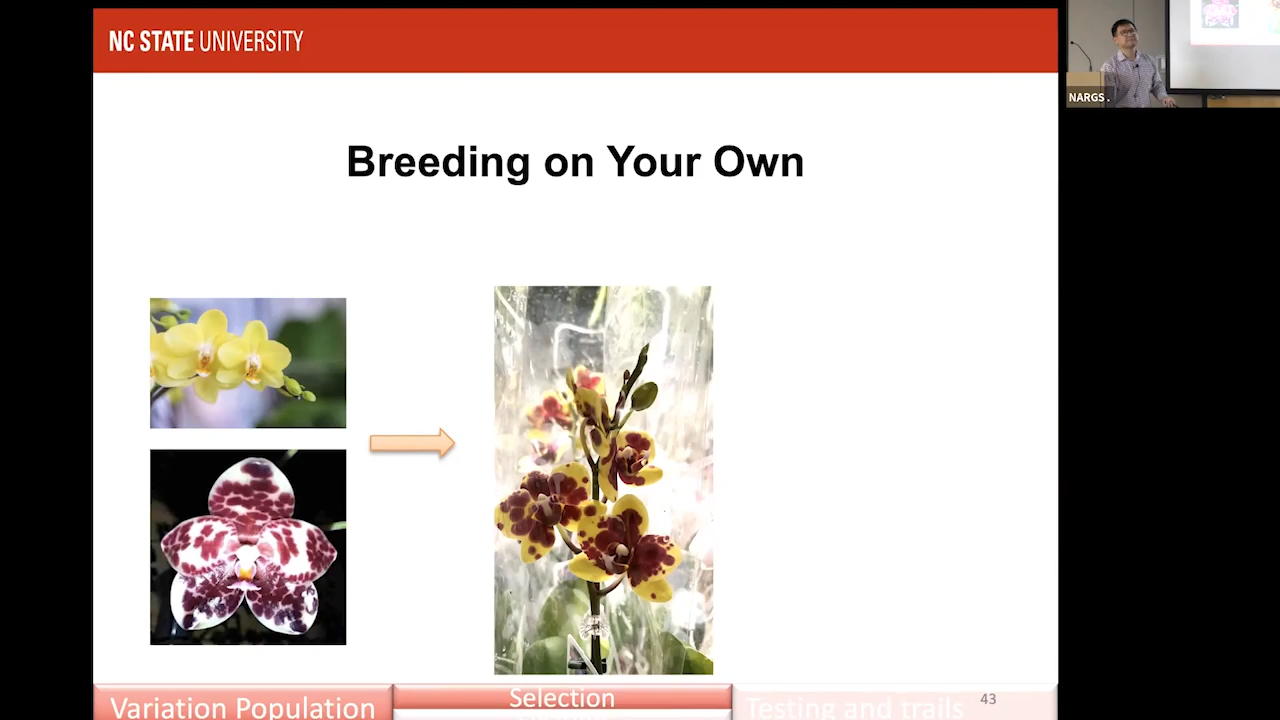 NC STATE UNIVERSITY
NARGS .
Breeding on Your Own
Variation Population
Selection
Testing and trails
43